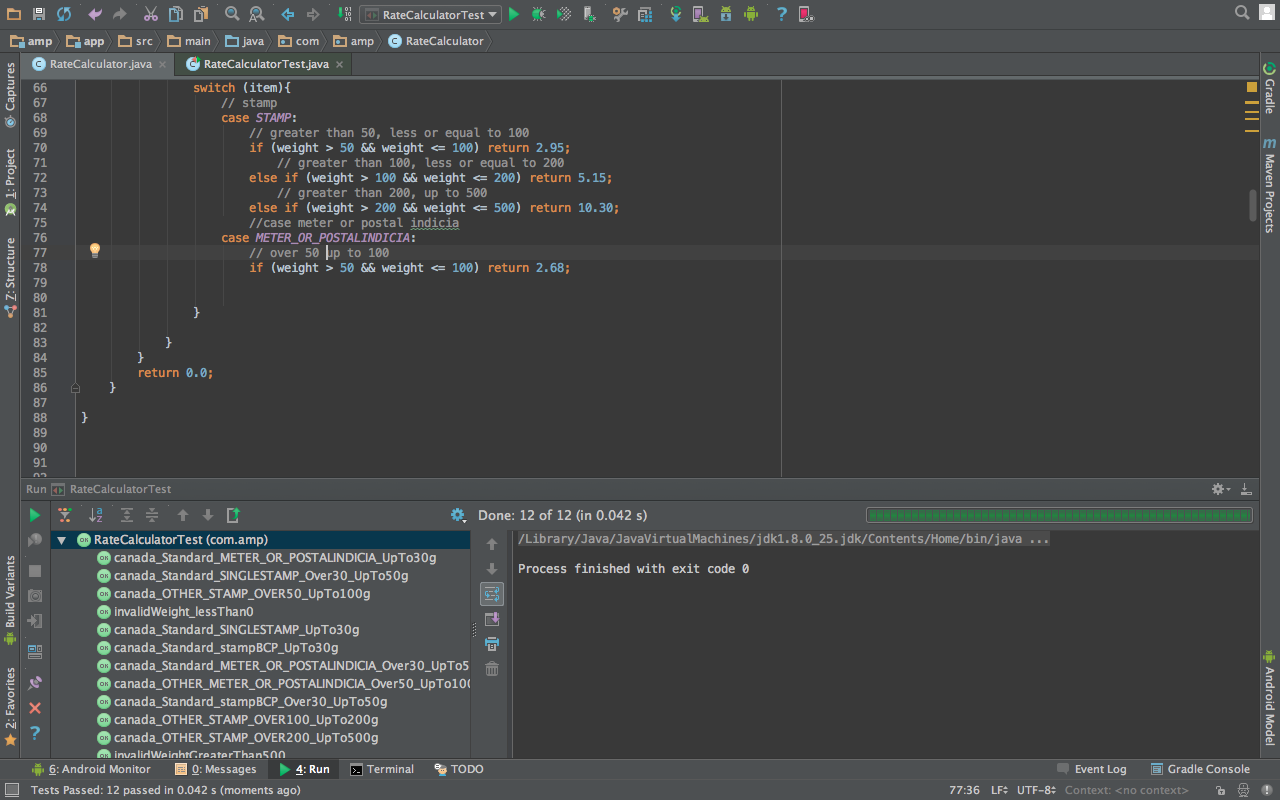 RateCalculatorTest
amp app src main java com amp RateCalculator
RateCalculator.java RateCalculatorTest.java
66 switch (item){
67 // stamp
68 case STAMP:
69 // greater than 50, less or equal to 100
70 if (weight > 50 && weight <= 100) return 2.95;
71 // greater than 100, less or equal to 200
72 else if (weight > 100 && weight <= 200) return 5.15;
73 // greater than 200, up to 500
74 else if (weight > 200 && weight <= 500) return 10.30;
75 //case meter or postal indicia
76 case METER_OR_POSTALINDICIA:
77 // over 50 up to 100
78 if (weight > 50 && weight <= 100) return 2.68;
79
80
81 }
82
83 }
84 }
85 return 0.0;
86 }
87
88 }
89
90
91
Captures
1: Project
7: Structure
Build Variants
2: Favorites
Gradle
Maven Projects
Android Model
Run RateCalculatorTest
Done: 12 of 12 (in 0.042 s)
RateCalculatorTest (com.amp)
canada_Standard_METER_OR_POSTALINDICIA_UpTo30g
canada_Standard_SINGLESTAMP_Over30_UpTo50g
canada_OTHER_STAMP_OVER50_UpTo100g
invalidWeight_lessThan0
canada_Standard_SINGLESTAMP_UpTo30g
canada_Standard_stampBCP_UpTo30g
canada_Standard_METER_OR_POSTALINDICIA_Over30_UpTo5
canada_OTHER_METER_OR_POSTALINDICIA_Over50_UpTo100
canada_Standard_stampBCP_Over30_UpTo50g
canada_OTHER_STAMP_OVER100_UpTo200g
canada_OTHER_STAMP_OVER200_UpTo500g
invalidWeightGreaterThan500
/Library/Java/JavaVirtualMachines/jdk1.8.0_25.jdk/Contents/Home/bin/java ...
Process finished with exit code 0
6: Android Monitor 0: Messages 4: Run Terminal TODO Event Log Gradle Console
Tests Passed: 12 passed in 0.042 s (moments ago) 77:36 LF UTF-8 Context: <no context>